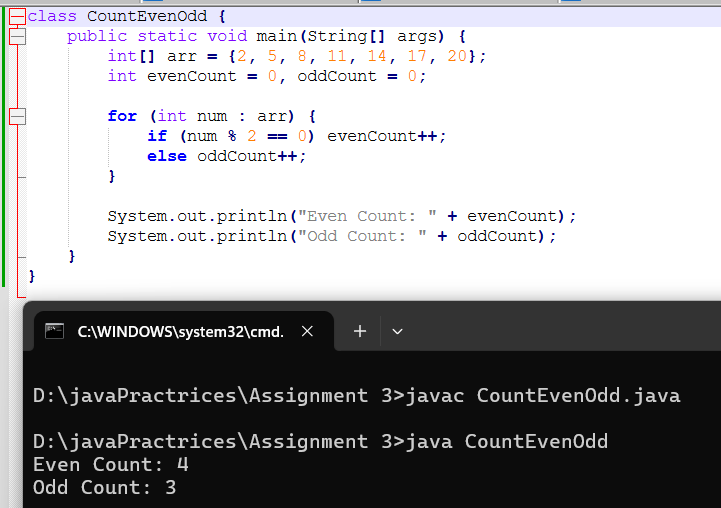 class CountEvenOdd {
    public static void main(String[] args) {
        int[] arr = {2, 5, 8, 11, 14, 17, 20};
        int evenCount = 0, oddCount = 0;

        for (int num : arr) {
            if (num % 2 == 0) evenCount++;
            else oddCount++;
        }

        System.out.println("Even Count: " + evenCount);
        System.out.println("Odd Count: " + oddCount);
    }
}
C:\WINDOWS\system32\cmd.
D:\javaPractrices\Assignment 3>javac CountEvenOdd.java
D:\javaPractrices\Assignment 3>java CountEvenOdd
Even Count: 4
Odd Count: 3